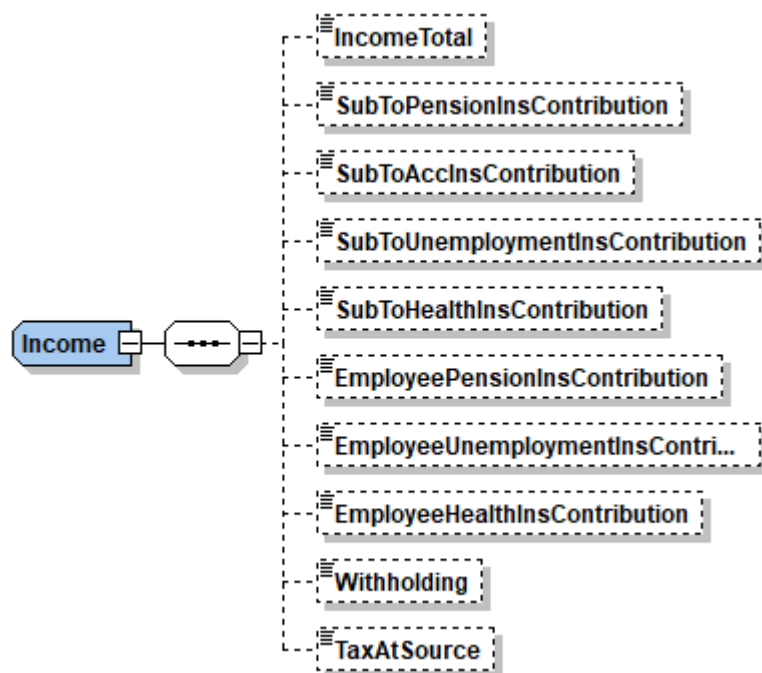 IncomeTotal
SubToPensionInsContribution
SubToAccInsContribution
SubToUnemploymentInsContribution
SubToHealthInsContribution
Income
EmployeePensionInsContribution
EmployeeUnemploymentInsContri...
EmployeeHealthInsContribution
Withholding
TaxAtSource